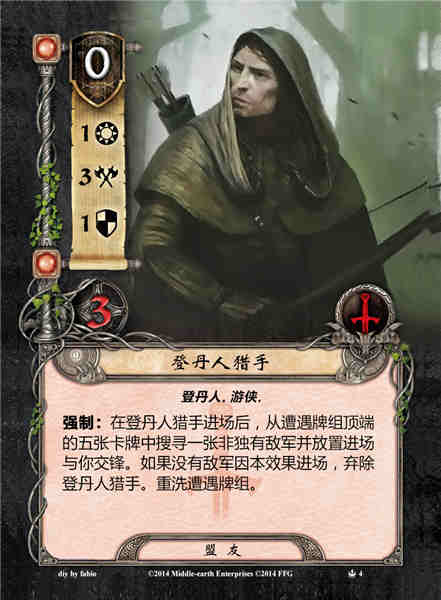 0
1
3
1
3
登丹人猎手
登丹人. 游侠.
强制：在登丹人猎手进场后，从遭遇牌组顶端
的五张卡牌中搜寻一张非独有敌军并放置进场
与你交锋。如果没有敌军因本效果进场，弃除
登丹人猎手。重洗遭遇牌组。
盟友
diy by fabio ©2014 Middle-earth Enterprises ©2014 FFG 4